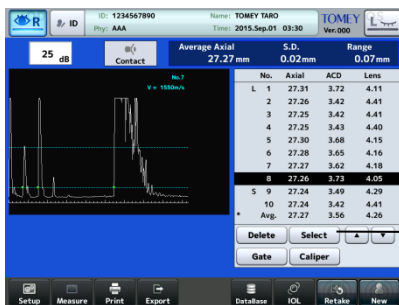 R
ID
ID: 1234567890
Name: TOMEY TARO
TOMEY
Phy: AAA
Time: 2015.Sep.01 03:30
Ver.000
25 dB
Contact
Average Axial
S.D.
Range
27.27 mm
0.02 mm
0.07 mm
No.7
V = 1550m/s
No. Axial ACD Lens
L 1 27.31 3.72 4.11
2 27.26 3.42 4.41
3 27.25 3.42 4.41
4 27.25 3.43 4.40
5 27.30 3.68 4.15
6 27.28 3.65 4.16
7 27.27 3.62 4.18
8 27.26 3.73 4.05
S 9 27.24 3.49 4.29
10 27.24 3.42 4.41
* Avg. 27.27 3.56 4.26
Delete Select ▲ ▼
Gate Caliper
Setup Measure Print Export DataBase IOL Retake New